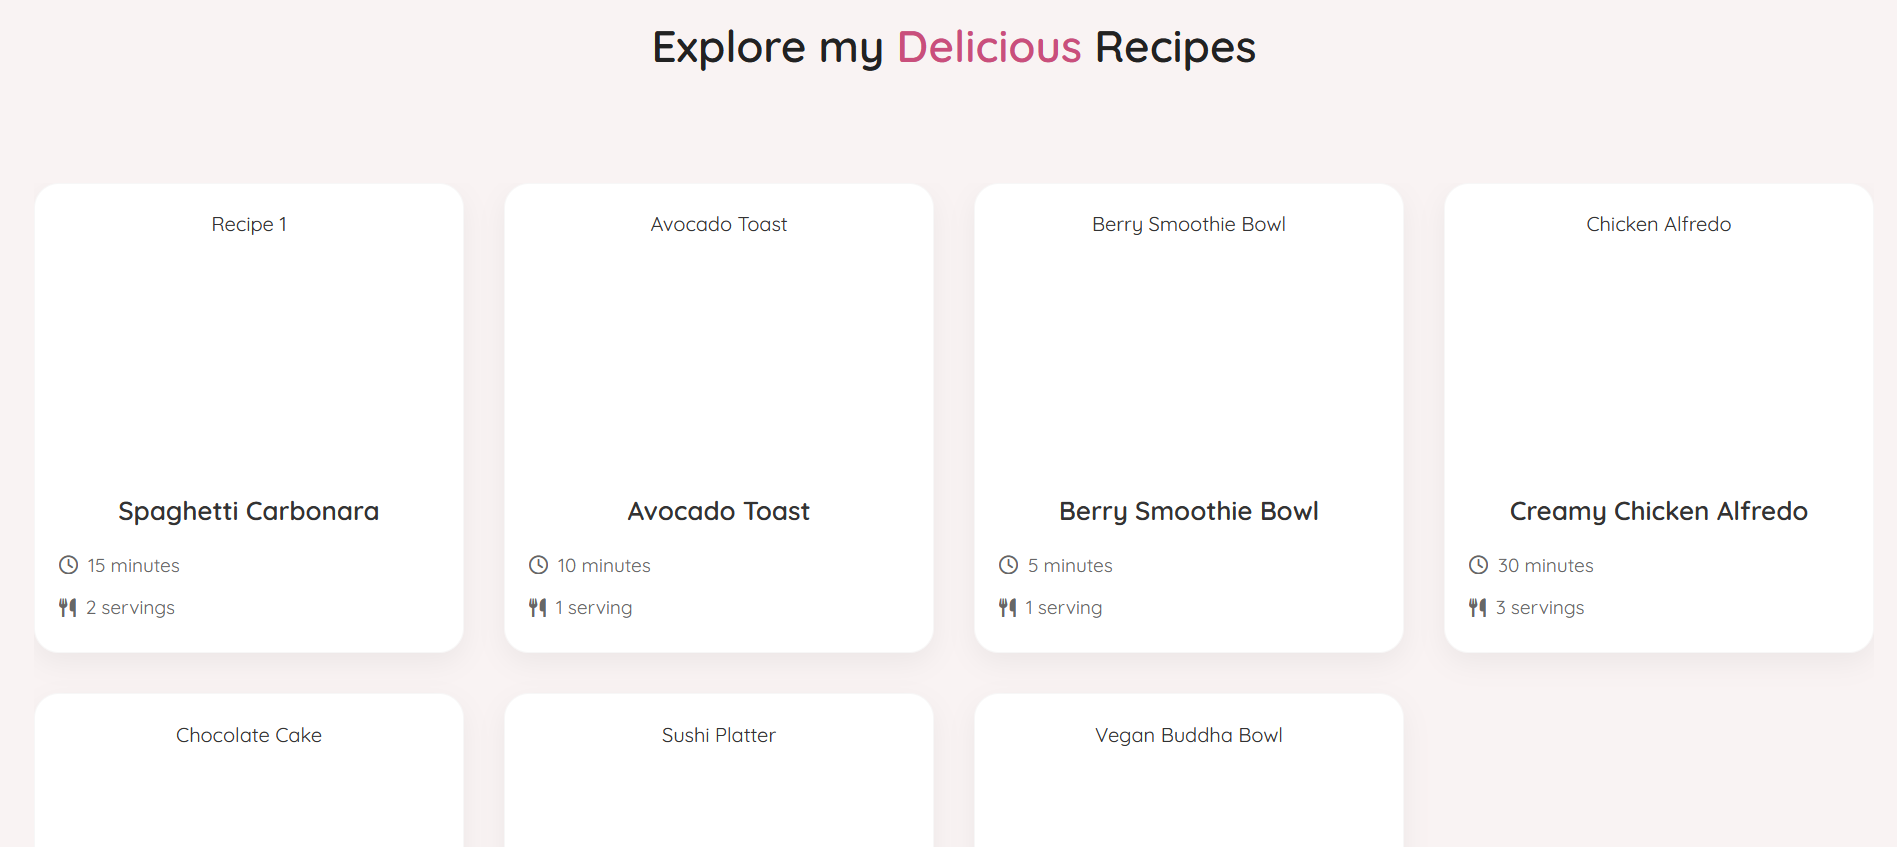 Explore my Delicious Recipes
Recipe 1
Avocado Toast
Berry Smoothie Bowl
Chicken Alfredo
Spaghetti Carbonara
Avocado Toast
Berry Smoothie Bowl
Creamy Chicken Alfredo
15 minutes
10 minutes
5 minutes
30 minutes
2 servings
1 serving
1 serving
3 servings
Chocolate Cake
Sushi Platter
Vegan Buddha Bowl